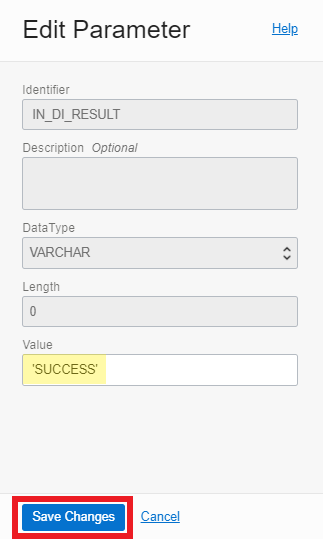 Edit Parameter Help
Identifier
IN_DI_RESULT
Description Optional
DataType
VARCHAR
Length
0
Value
'SUCCESS'
Save Changes Cancel